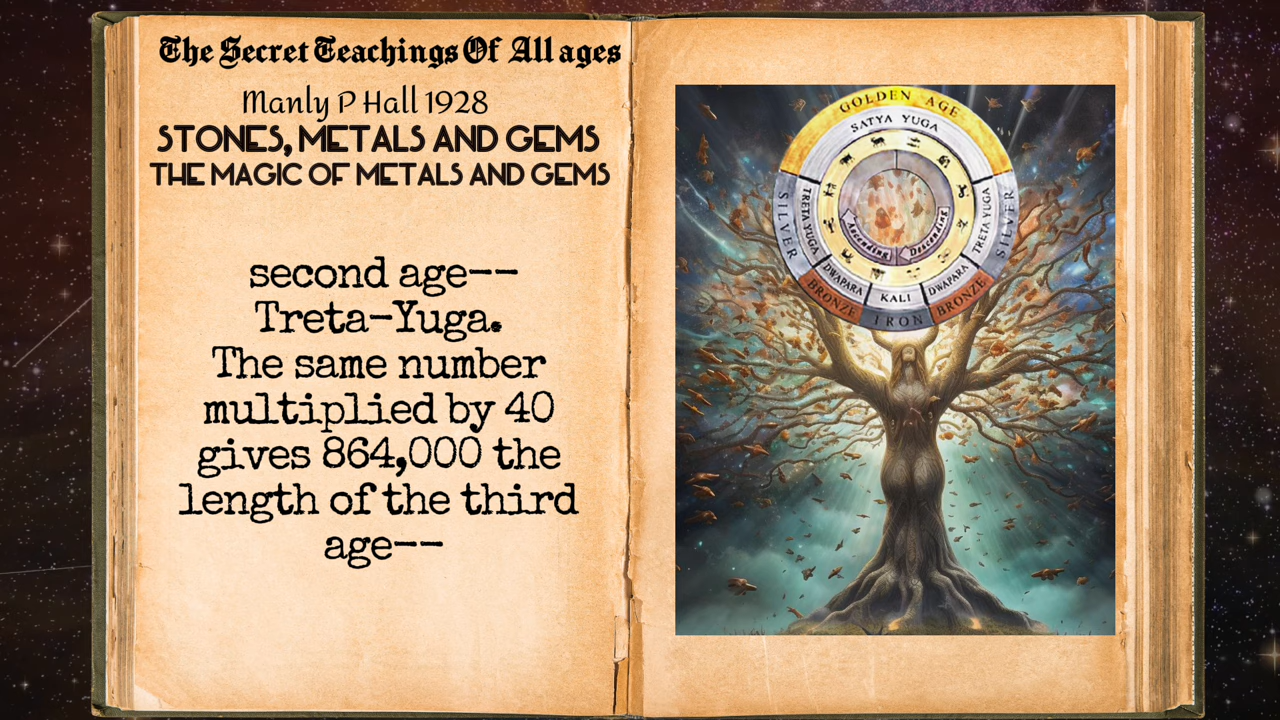 The Secret Teachings Of All ages
Manly P Hall 1928
STONES, METALS AND GEMS
THE MAGIC OF METALS AND GEMS
second age--
Treta-Yuga.
The same number
multiplied by 40
gives 864,000 the
length of the third
age--
GOLDEN AGE
SATYA YUGA
SILVER
TRETA YUGA
TRETA YUGA
SILVER
Ascending
Descending
DWAPARA
KALI
DWAPARA
BRONZE
IRON
BRONZE